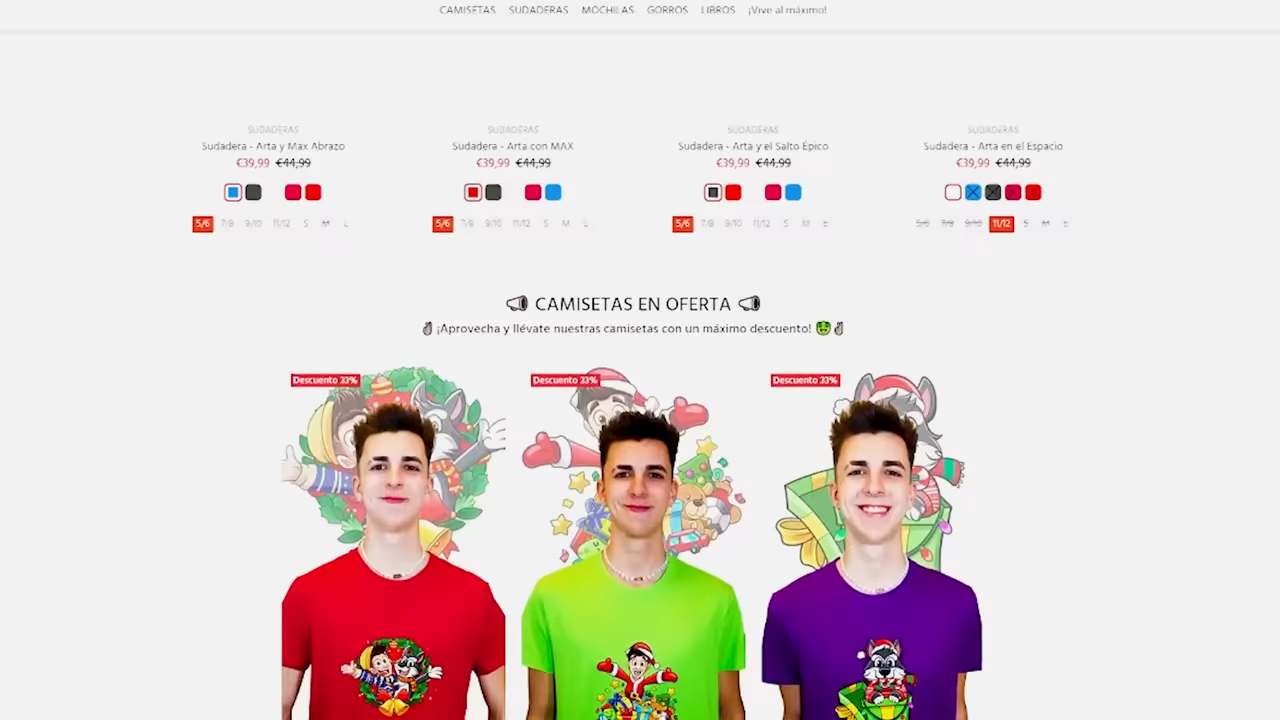 CAMISETAS SUDADERAS MOCHILAS GORROS LIBROS ¡Vive al máximo!
SUDADERAS SUDADERAS SUDADERAS SUDADERAS
Sudadera - Arta y Max Abrazo Sudadera - Arta con MAX Sudadera - Arta y el Salto Épico Sudadera - Arta en el Espacio
€39,99 €44,99 €39,99 €44,99 €39,99 €44,99 €39,99 €44,99
5/6 7/8 9/10 11/12 S M L 5/6 7/8 9/10 11/12 S M L 5/6 7/8 9/10 11/12 S M L 5/6 7/8 9/10 11/12 S M L
CAMISETAS EN OFERTA
¡Aprovecha y llévate nuestras camisetas con un máximo descuento!
Descuento 33% Descuento 33% Descuento 33%